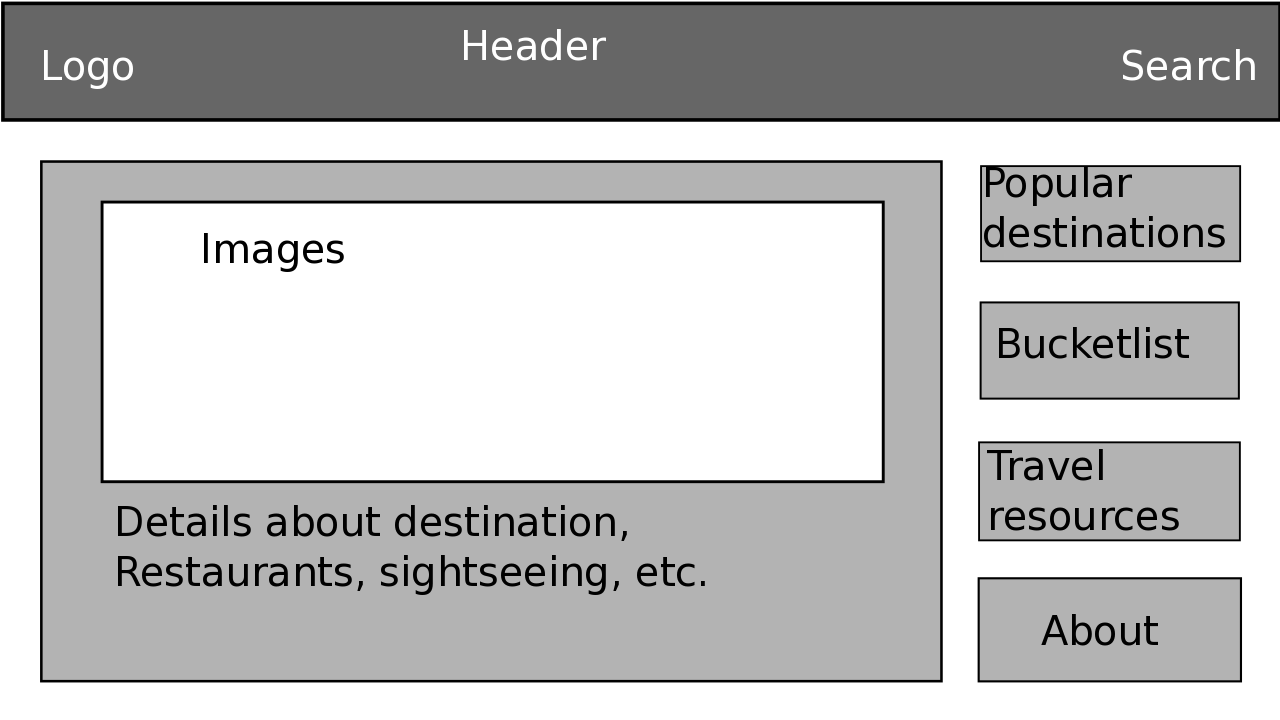 Logo
Header
Search
Images
Details about destination,
Restaurants, sightseeing, etc.
Popular
destinations
Bucketlist
Travel
resources
About